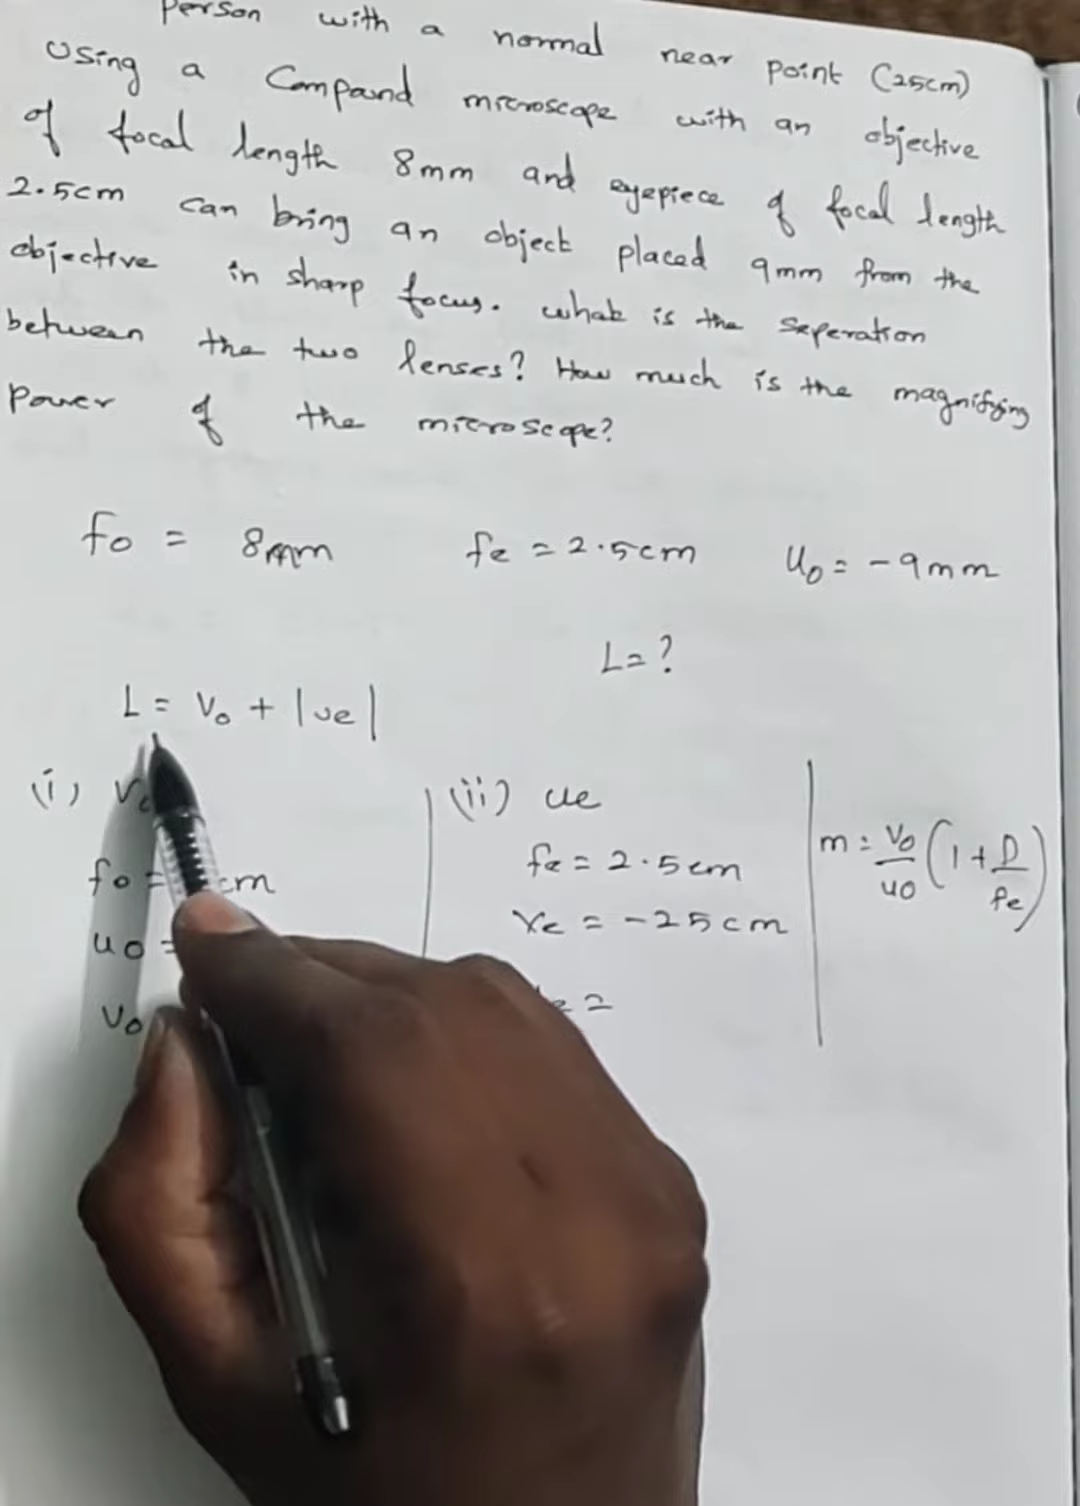 Person with a normal near point (25cm)
using a Compound microscope with an objective
of focal length 8mm and eyepiece of focal length
2.5cm can bring an object placed 9mm from the
objective in sharp focus. what is the seperation
between the two lenses? How much is the magnifying
Power of the microscope?
fo = 8mm fe = 2.5cm uo = -9mm
L = ?
L = vo + |ue|
(i) vo (ii) ue
fo = cm fe = 2.5cm m = vo/uo (1 + D/fe)
uo = ve = -25cm
vo =